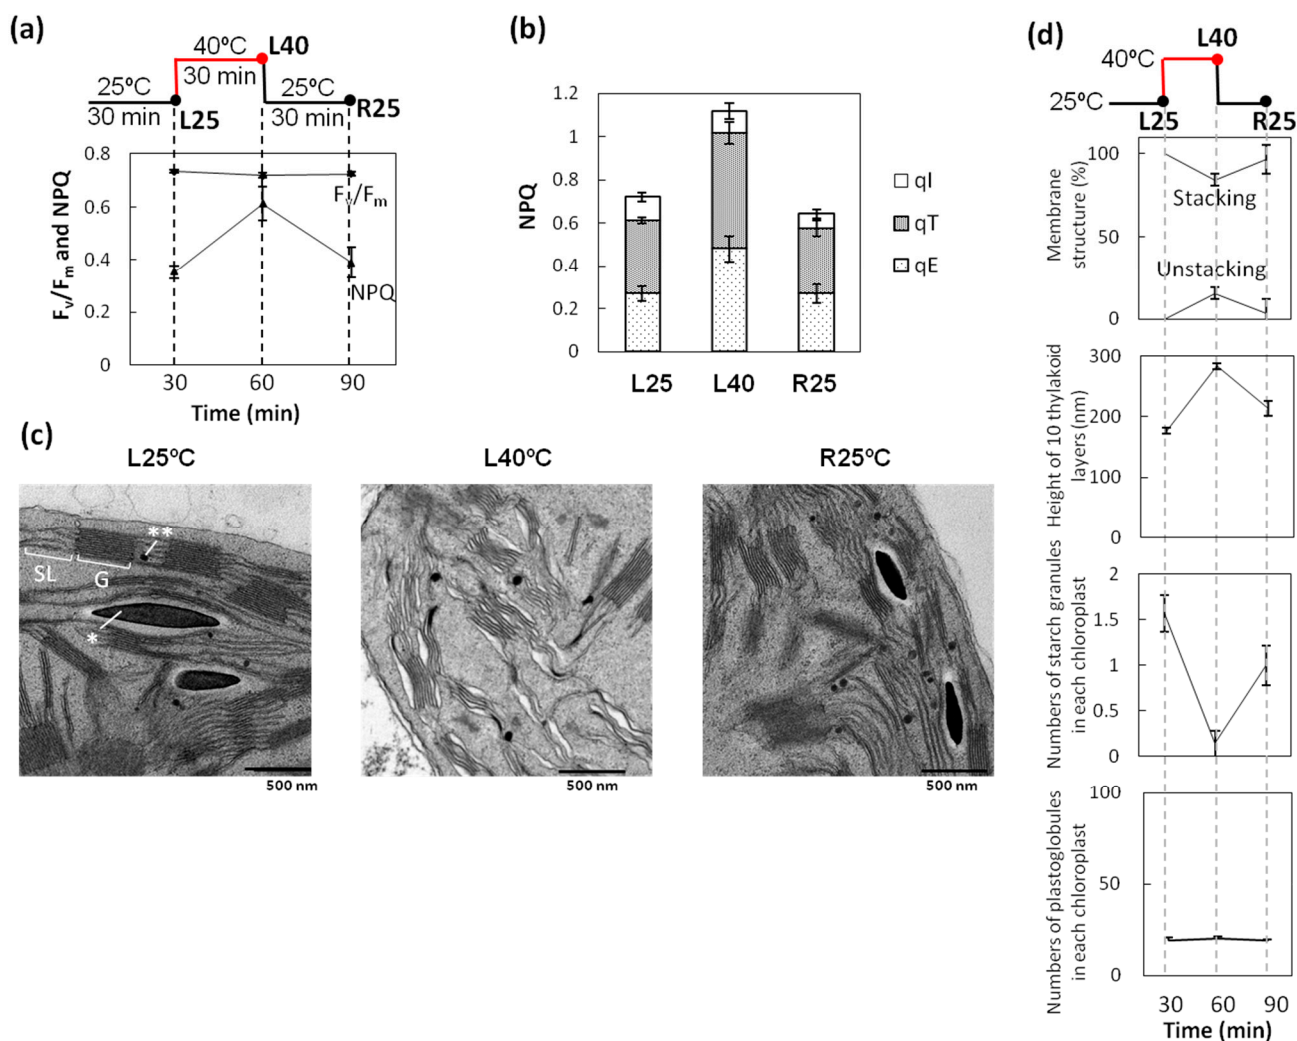 (a)
40ºC
30 min
L40
25ºC
30 min
L25
25ºC
30 min
R25
Fv/Fm and NPQ
0.8
0.6
0.4
0.2
0
Fv/Fm
NPQ
30
60
90
Time (min)
(b)
NPQ
1.2
1
0.8
0.6
0.4
0.2
0
L25
L40
R25
qI
qT
qE
(c)
L25ºC
L40ºC
R25ºC
SL
G
**
*
500 nm
500 nm
500 nm
(d)
40ºC
25ºC
L40
L25
R25
Membrane
structure (%)
100
50
0
Stacking
Unstacking
Height of 10 thylakoid
layers (nm)
300
200
100
0
Numbers of starch granules
in each chloroplast
2
1.5
1
0.5
0
Numbers of plastoglobules
in each chloroplast
100
50
0
30
60
90
Time (min)